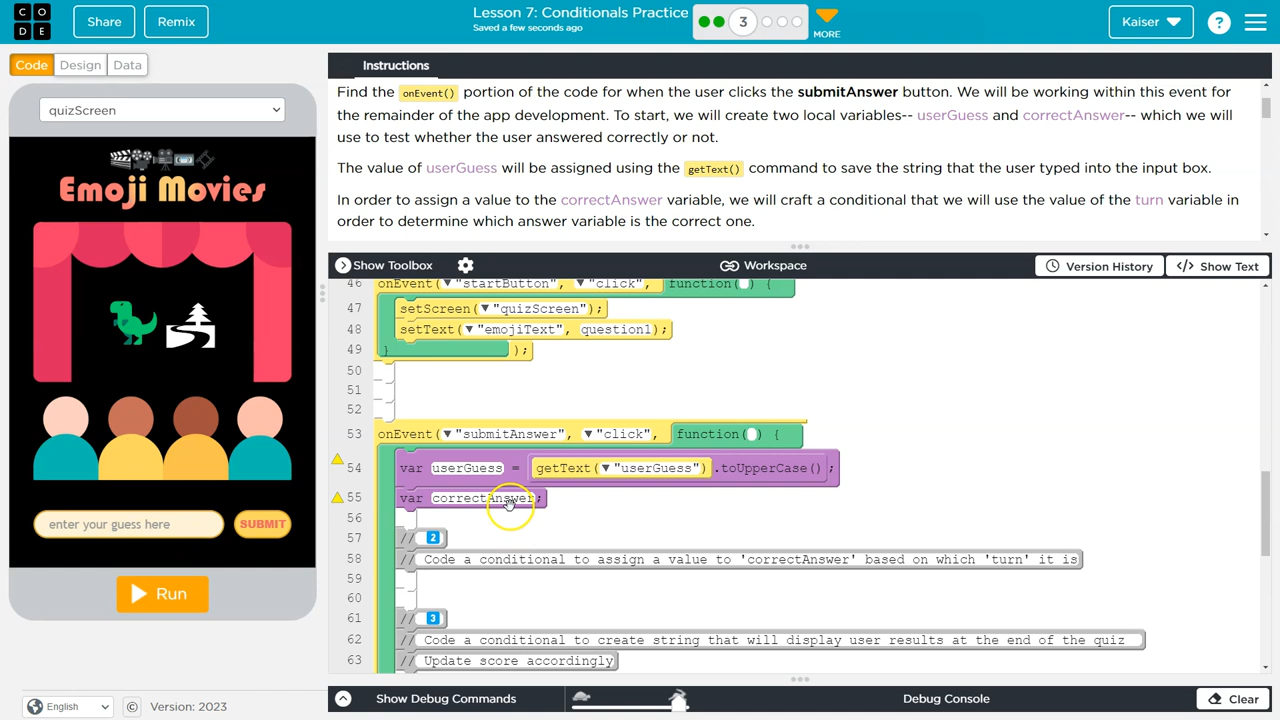 CO
DE
Share
Remix
Lesson 7: Conditionals Practice
Saved a few seconds ago
3
MORE
Kaiser
?
Code
Design
Data
Instructions
quizScreen
Emoji Movies
enter your guess here
SUBMIT
Run
English
© Version: 2023
Find the onEvent() portion of the code for when the user clicks the submitAnswer button. We will be working within this event for
the remainder of the app development. To start, we will create two local variables-- userGuess and correctAnswer-- which we will
use to test whether the user answered correctly or not.
The value of userGuess will be assigned using the getText() command to save the string that the user typed into the input box.
In order to assign a value to the correctAnswer variable, we will craft a conditional that we will use the value of the turn variable in
order to determine which answer variable is the correct one.
Show Toolbox
Workspace
Version History
</> Show Text
46 onEvent("startButton", "click", function() {
47 setScreen("quizScreen");
48 setText("emojiText", question1);
49 } );
50
51
52
53 onEvent("submitAnswer", "click", function() {
54 var userGuess = getText("userGuess").toUpperCase();
55 var correctAnswer;
56
57 // 2
58 // Code a conditional to assign a value to 'correctAnswer' based on which 'turn' it is
59
60
61 // 3
62 // Code a conditional to create string that will display user results at the end of the quiz
63 // Update score accordingly
Show Debug Commands
Debug Console
Clear